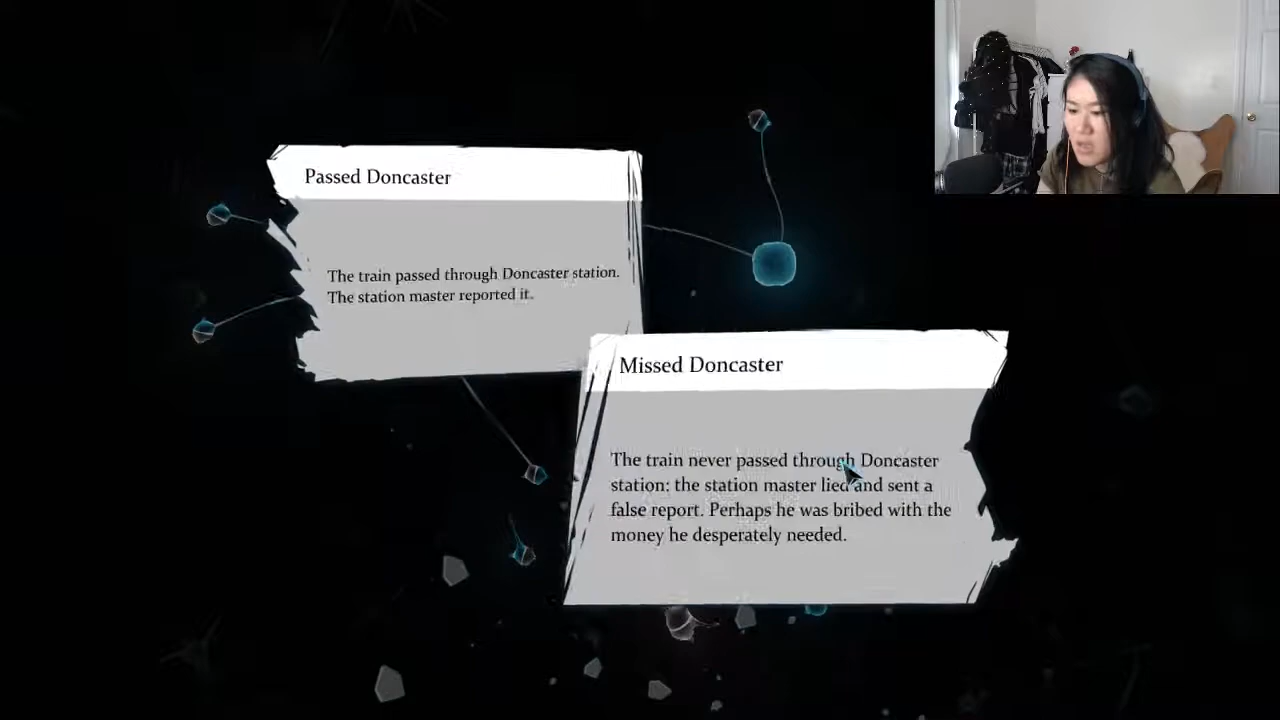 Passed Doncaster
The train passed through Doncaster station.
The station master reported it.
Missed Doncaster
The train never passed through Doncaster
station: the station master lied and sent a
false report. Perhaps he was bribed with the
money he desperately needed.